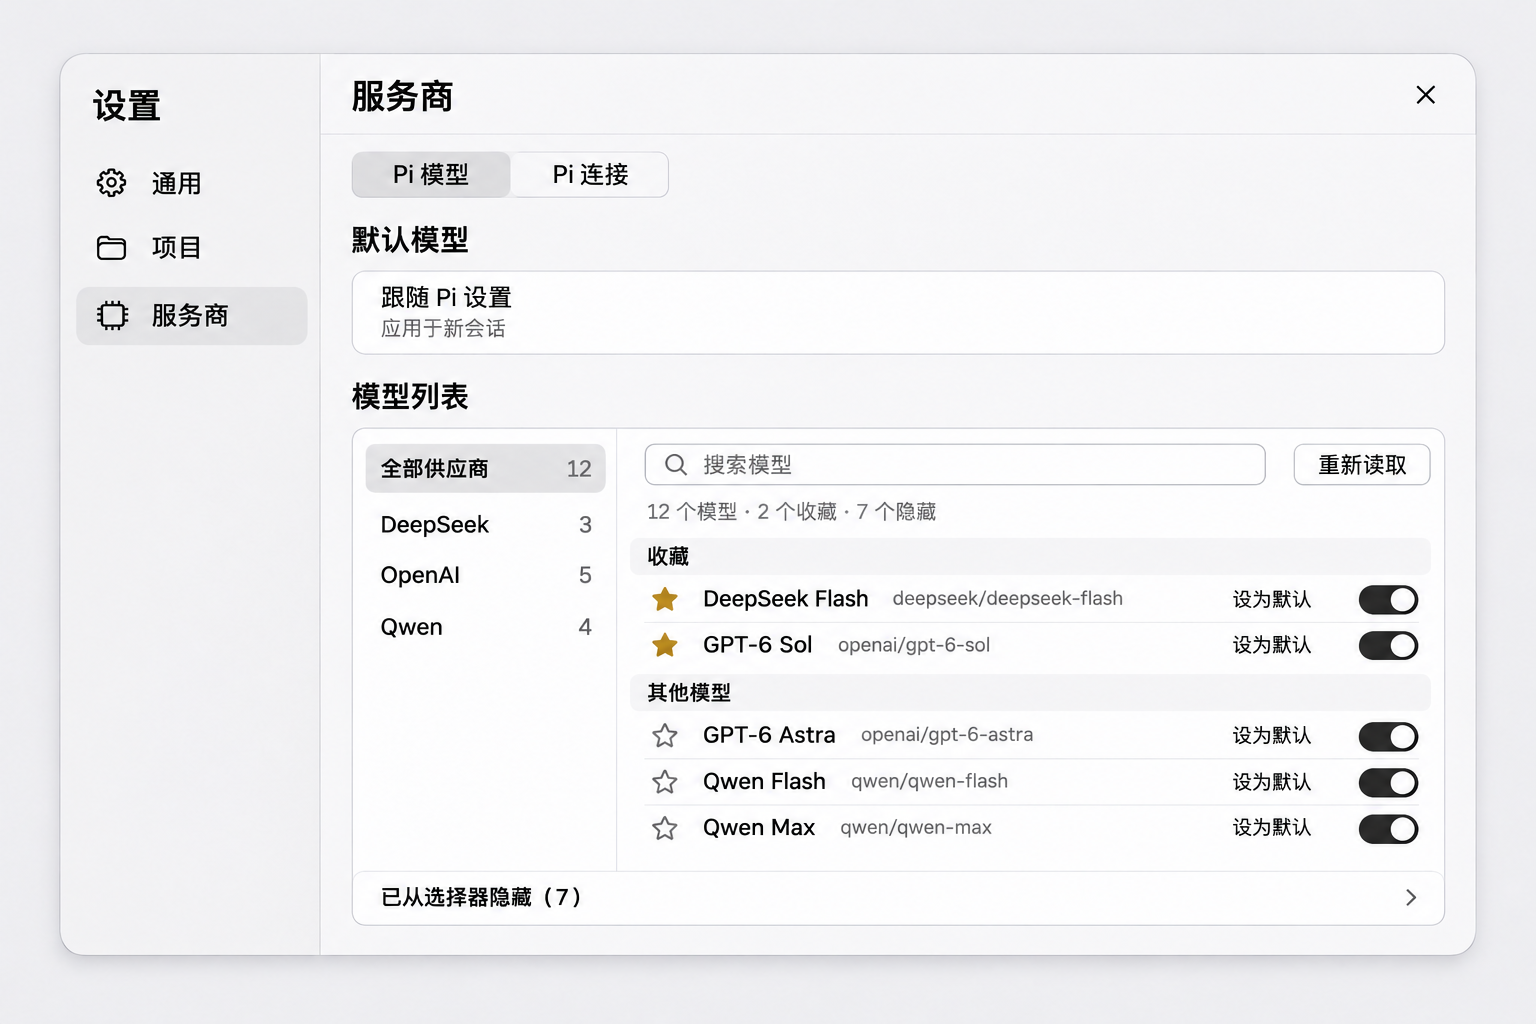 设置
通用
项目
服务商
服务商
Pi 模型
Pi 连接
默认模型
跟随 Pi 设置
应用于新会话
模型列表
全部供应商 12
DeepSeek 3
OpenAI 5
Qwen 4
搜索模型
重新读取
12 个模型 · 2 个收藏 · 7 个隐藏
收藏
DeepSeek Flash deepseek/deepseek-flash 设为默认
GPT-6 Sol openai/gpt-6-sol 设为默认
其他模型
GPT-6 Astra openai/gpt-6-astra 设为默认
Qwen Flash qwen/qwen-flash 设为默认
Qwen Max qwen/qwen-max 设为默认
已从选择器隐藏（7）